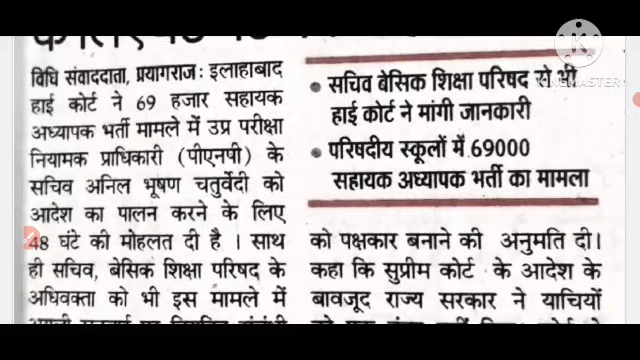 विधि संवाददाता, प्रयागराज: इलाहाबाद
हाई कोर्ट ने 69 हजार सहायक
अध्यापक भर्ती मामले में उप्र परीक्षा
नियामक प्राधिकारी (पीएनपी) के
सचिव अनिल भूषण चतुर्वेदी को
आदेश का पालन करने के लिए
48 घंटे की मोहलत दी है । साथ
ही सचिव, बेसिक शिक्षा परिषद के
अधिवक्ता को भी इस मामले में
• सचिव बेसिक शिक्षा परिषद से भी
हाई कोर्ट ने मांगी जानकारी
• परिषदीय स्कूलों में 69000
सहायक अध्यापक भर्ती का मामला
को पक्षकार बनाने की अनुमति दी।
कहा कि सुप्रीम कोर्ट के आदेश के
बावजूद राज्य सरकार ने याचियों
KINEMASTER